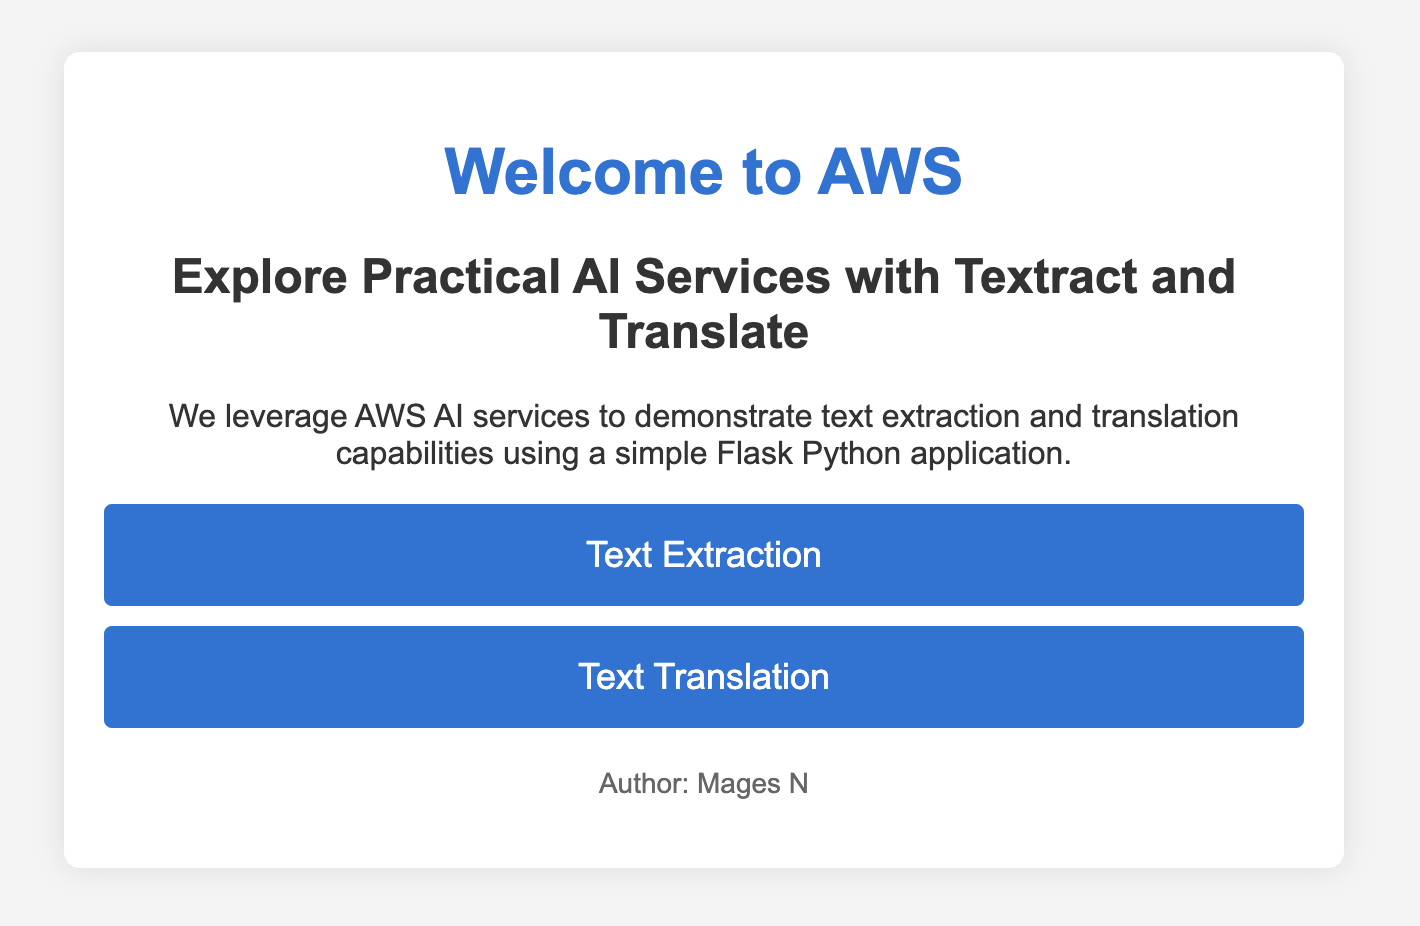 Welcome to AWS
Explore Practical AI Services with Textract and
Translate
We leverage AWS AI services to demonstrate text extraction and translation
capabilities using a simple Flask Python application.
Text Extraction
Text Translation
Author: Mages N